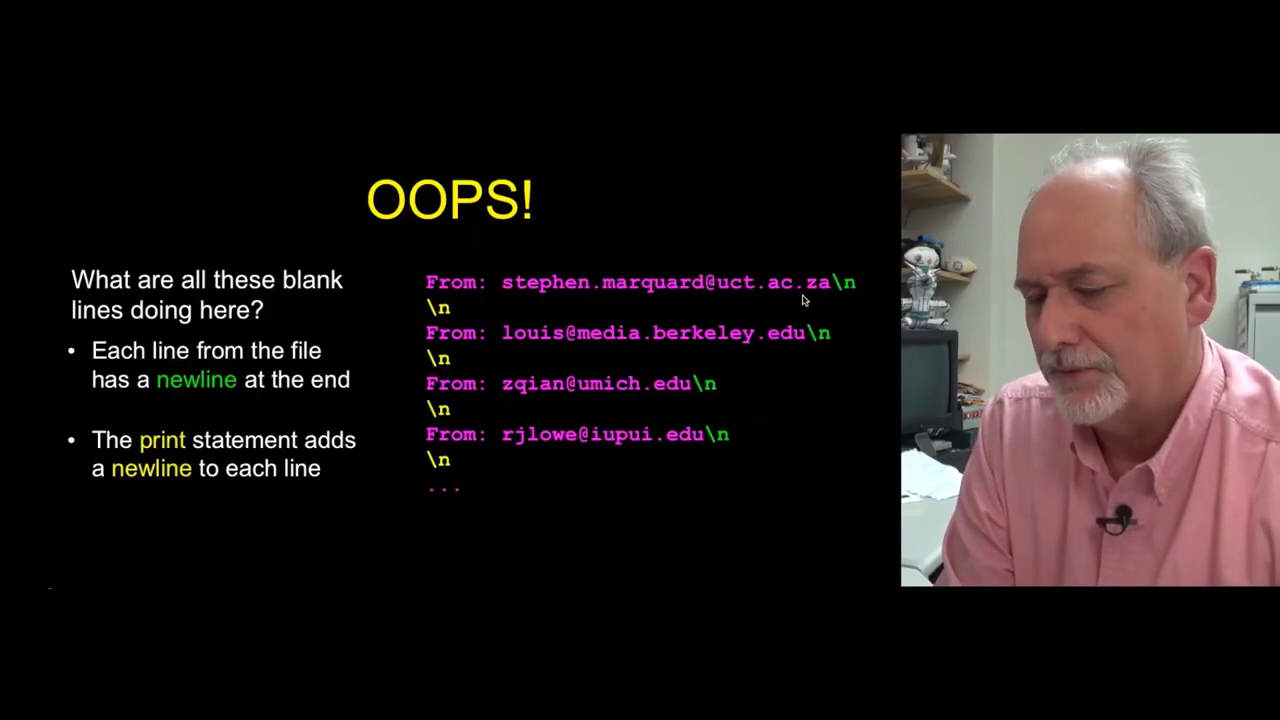 OOPS!
What are all these blank
lines doing here?
• Each line from the file
has a newline at the end
• The print statement adds
a newline to each line
From: stephen.marquard@uct.ac.za\n
\n
From: louis@media.berkeley.edu\n
\n
From: zqian@umich.edu\n
\n
From: rjlowe@iupui.edu\n
\n
...